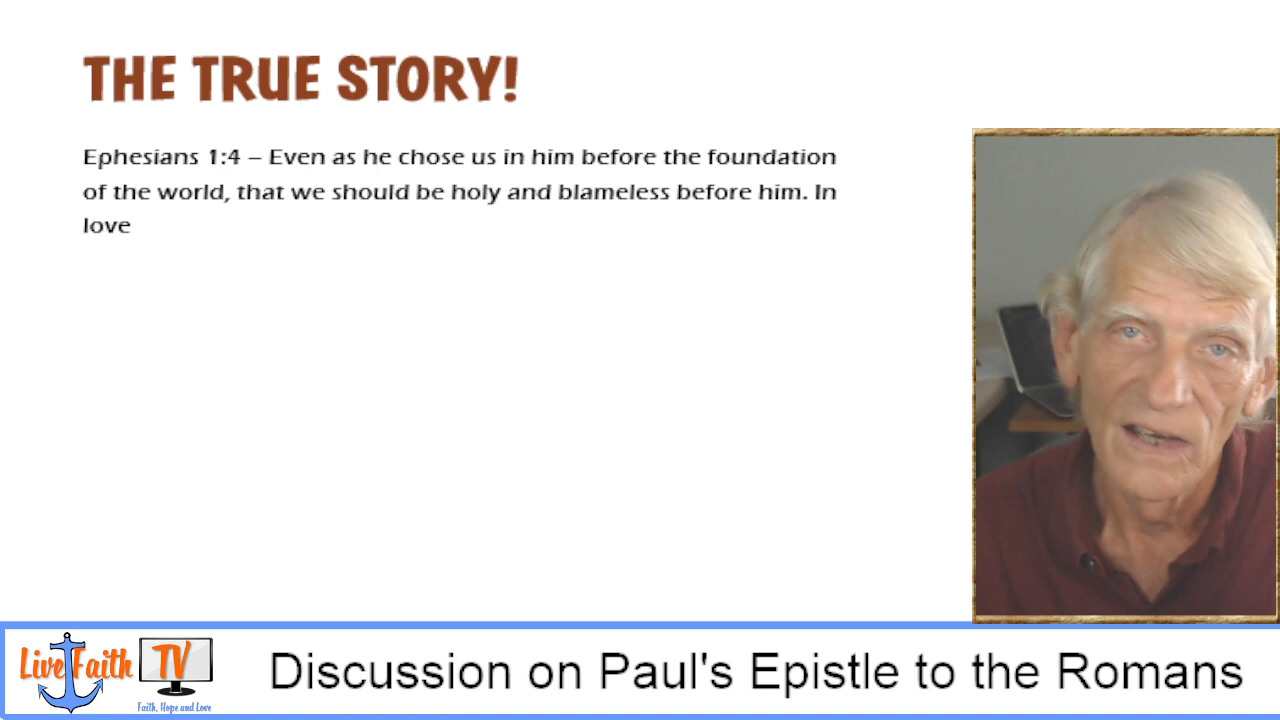 THE TRUE STORY!
Ephesians 1:4 – Even as he chose us in him before the foundation
of the world, that we should be holy and blameless before him. In
love
Live Faith TV
Faith, Hope and Love
Discussion on Paul's Epistle to the Romans